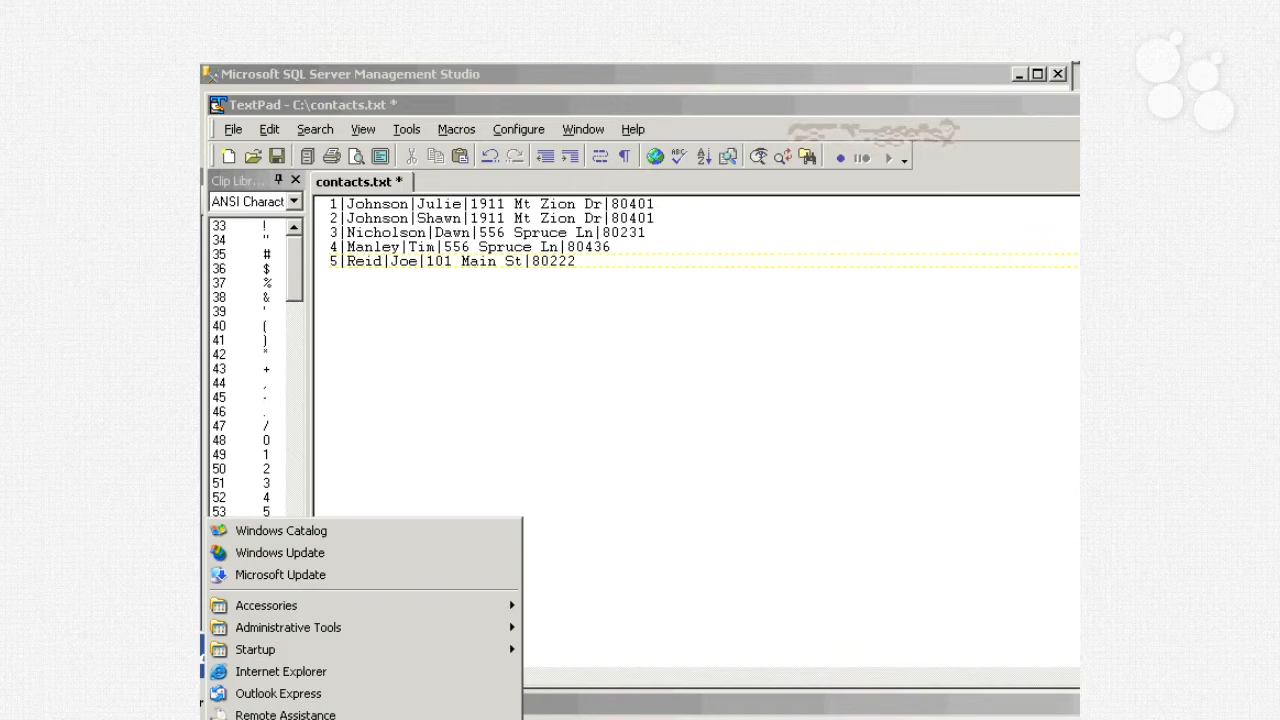 Microsoft SQL Server Management Studio
TextPad - C:\contacts.txt *
File Edit Search View Tools Macros Configure Window Help
Clip Libr...
contacts.txt *
ANSI Charact
1|Johnson|Julie|1911 Mt Zion Dr|80401
2|Johnson|Shawn|1911 Mt Zion Dr|80401
3|Nicholson|Dawn|556 Spruce Ln|80231
4|Manley|Tim|556 Spruce Ln|80436
5|Reid|Joe|101 Main St|80222
33 !
34 "
35 #
36 $
37 %
38 &
39 '
40 (
41 )
42 *
43 +
44 ,
45 -
46 .
47 /
48 0
49 1
50 2
51 3
52 4
53 5
Windows Catalog
Windows Update
Microsoft Update
Accessories
Administrative Tools
Startup
Internet Explorer
Outlook Express
Remote Assistance